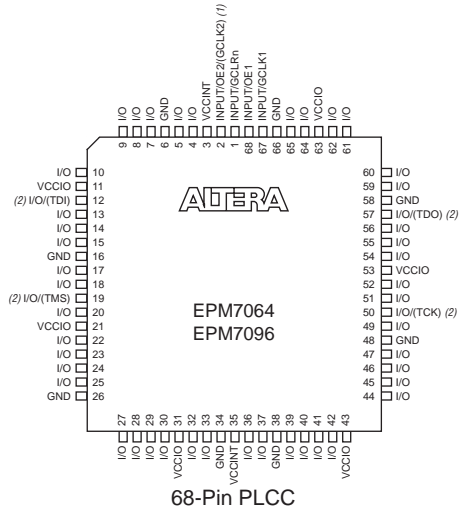 I/O
I/O
I/O
GND
I/O
I/O
VCCINT
INPUT/OE2/(GCLK2) (1)
INPUT/GCLRn
INPUT/OE1
INPUT/GCLK1
GND
I/O
I/O
VCCIO
I/O
I/O
9 8 7 6 5 4 3 2 1 68 67 66 65 64 63 62 61
I/O 10
VCCIO 11
(2) I/O/(TDI) 12
I/O 13
I/O 14
I/O 15
GND 16
I/O 17
I/O 18
(2) I/O/(TMS) 19
I/O 20
VCCIO 21
I/O 22
I/O 23
I/O 24
I/O 25
GND 26
ALTERA
EPM7064
EPM7096
60 I/O
59 I/O
58 GND
57 I/O/(TDO) (2)
56 I/O
55 I/O
54 I/O
53 VCCIO
52 I/O
51 I/O
50 I/O/(TCK) (2)
49 I/O
48 GND
47 I/O
46 I/O
45 I/O
44 I/O
27 28 29 30 31 32 33 34 35 36 37 38 39 40 41 42 43
I/O
I/O
I/O
I/O
VCCIO
I/O
I/O
GND
VCCINT
I/O
I/O
GND
I/O
I/O
I/O
I/O
VCCIO
68-Pin PLCC